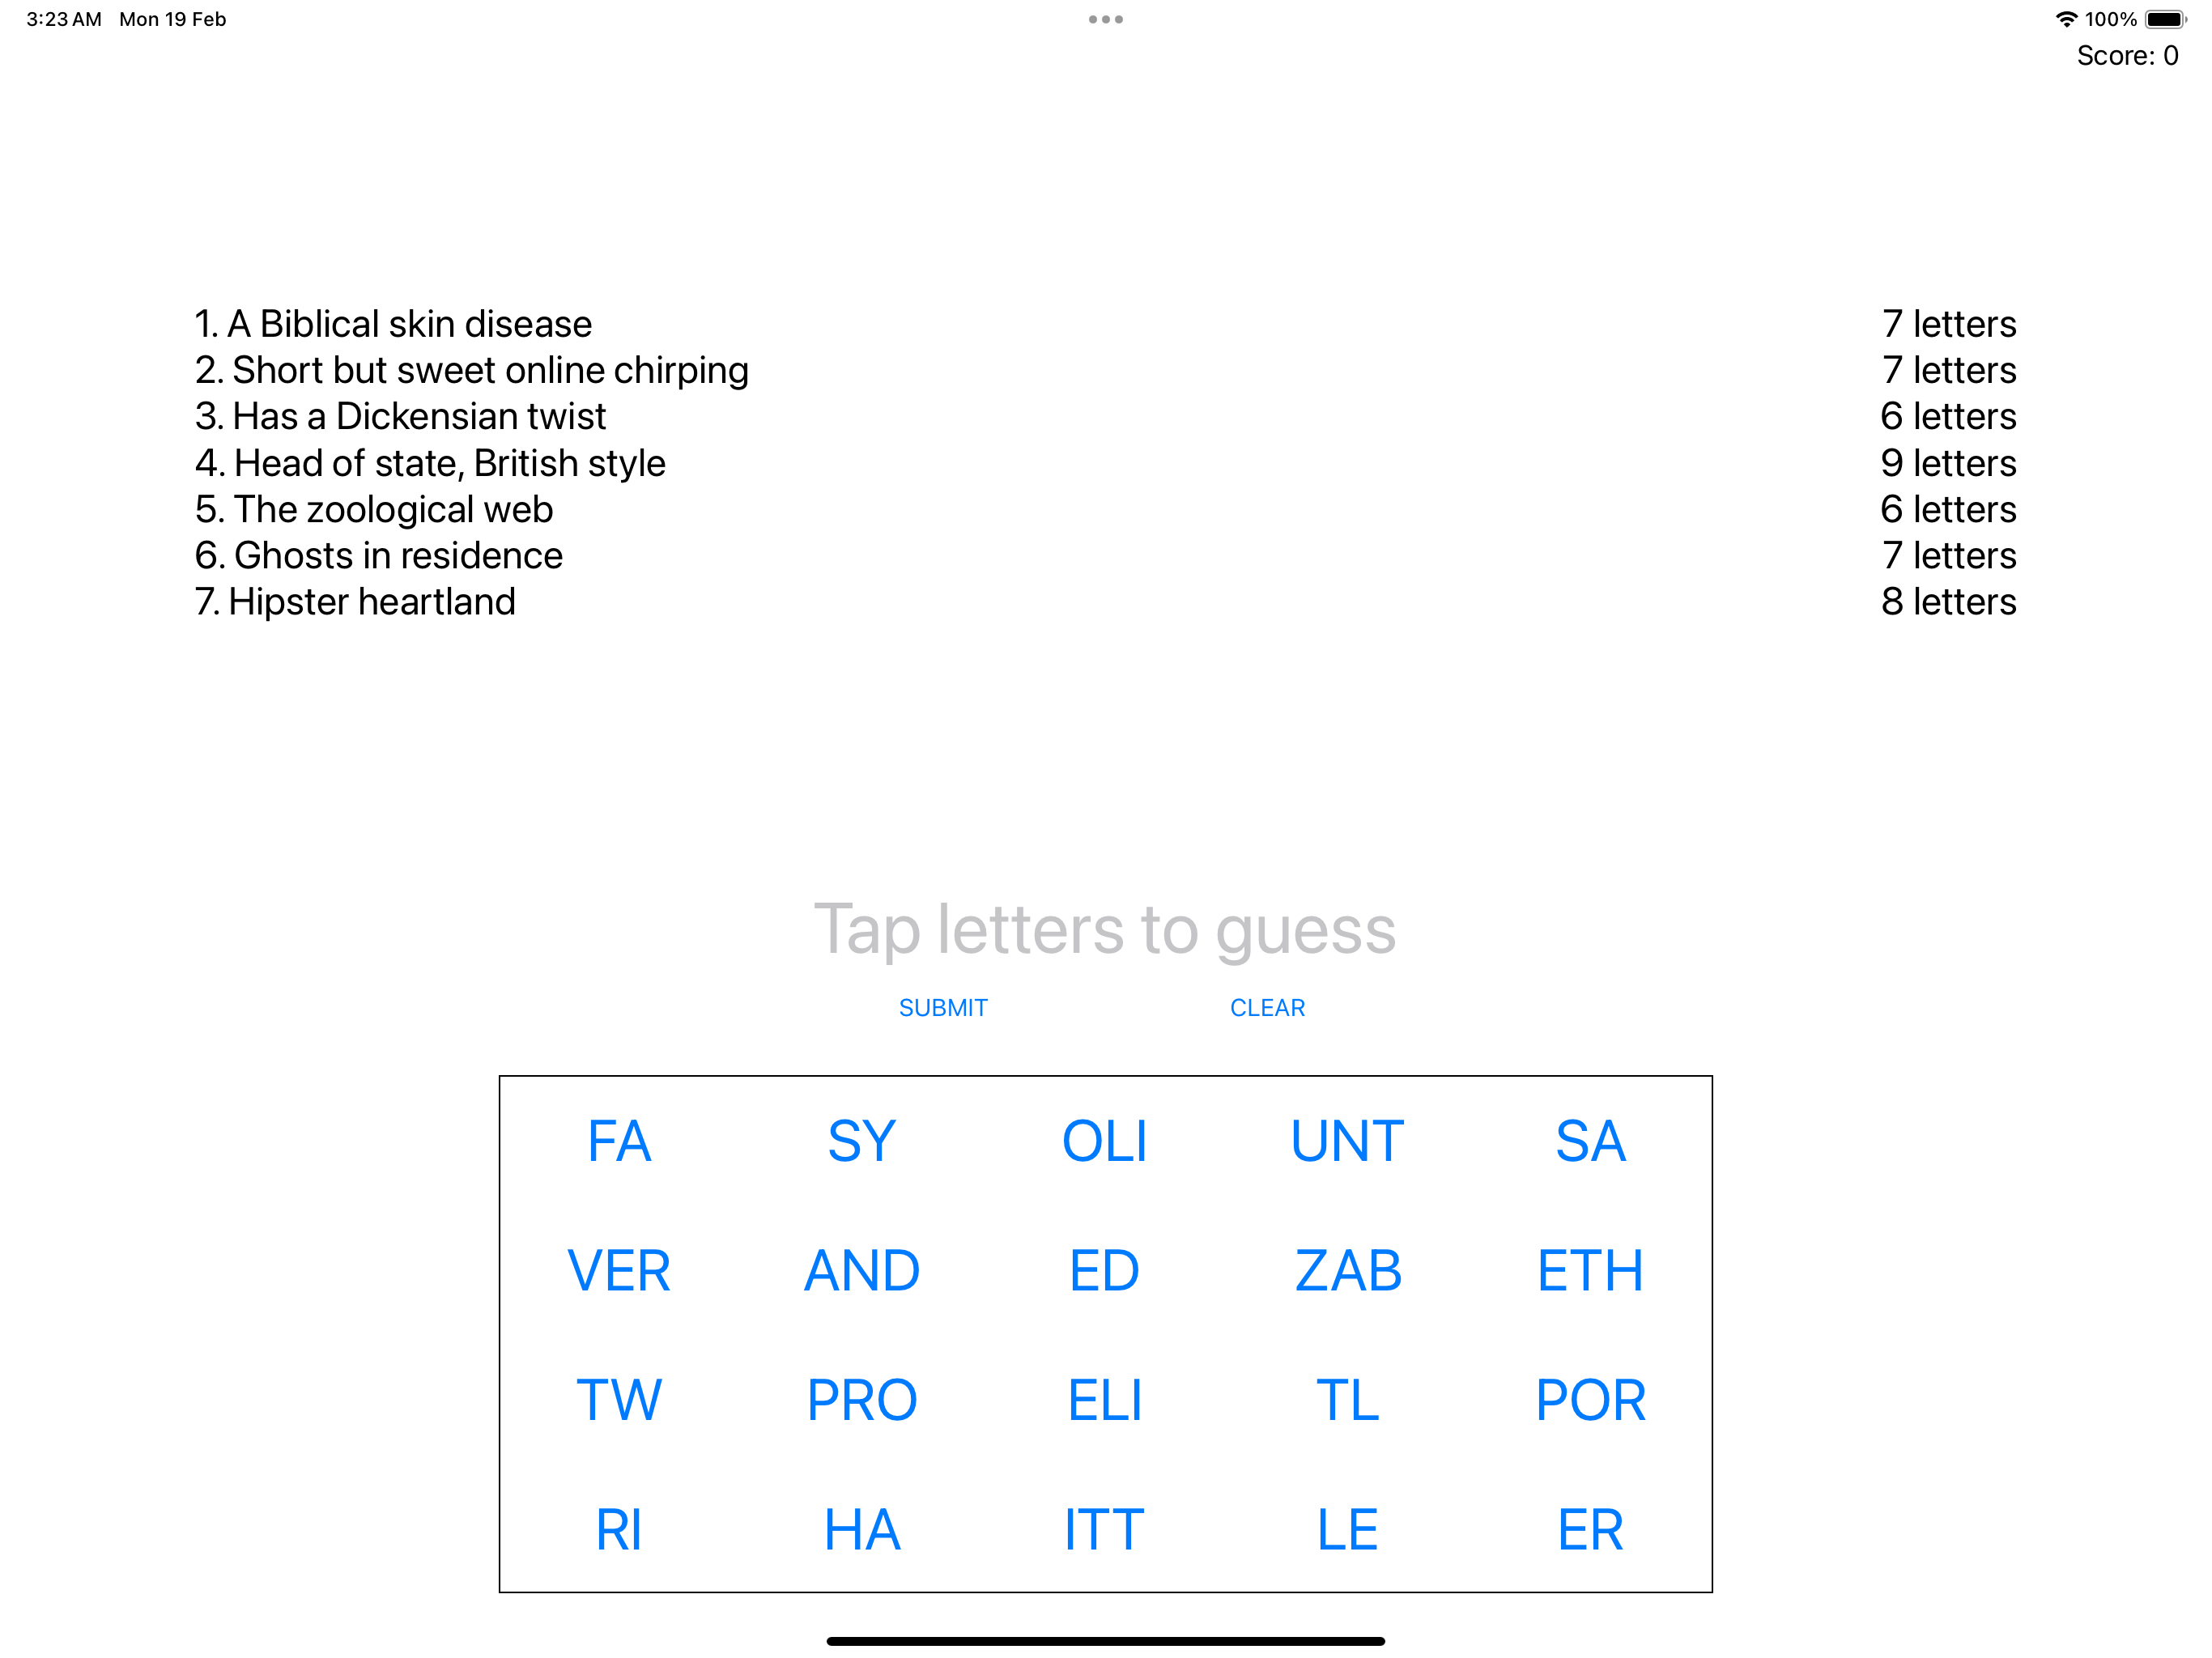 3:23 AM Mon 19 Feb
100%
Score: 0
1. A Biblical skin disease 7 letters
2. Short but sweet online chirping 7 letters
3. Has a Dickensian twist 6 letters
4. Head of state, British style 9 letters
5. The zoological web 6 letters
6. Ghosts in residence 7 letters
7. Hipster heartland 8 letters
Tap letters to guess
SUBMIT CLEAR
FA SY OLI UNT SA
VER AND ED ZAB ETH
TW PRO ELI TL POR
RI HA ITT LE ER